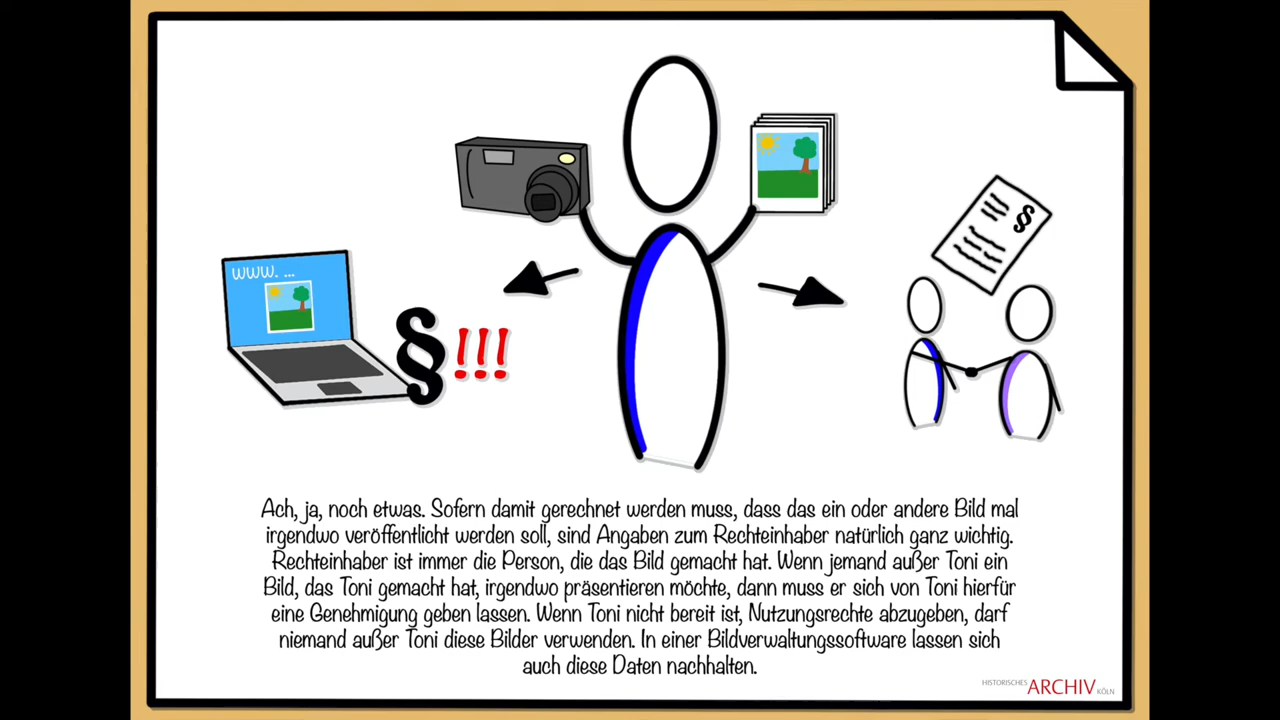 www. ...
§
§ !!!
Ach, ja, noch etwas. Sofern damit gerechnet werden muss, dass das ein oder andere Bild mal
irgendwo veröffentlicht werden soll, sind Angaben zum Rechteinhaber natürlich ganz wichtig.
Rechteinhaber ist immer die Person, die das Bild gemacht hat. Wenn jemand außer Toni ein
Bild, das Toni gemacht hat, irgendwo präsentieren möchte, dann muss er sich von Toni hierfür
eine Genehmigung geben lassen. Wenn Toni nicht bereit ist, Nutzungsrechte abzugeben, darf
niemand außer Toni diese Bilder verwenden. In einer Bildverwaltungssoftware lassen sich
auch diese Daten nachhalten.
HISTORISCHES ARCHIV KÖLN